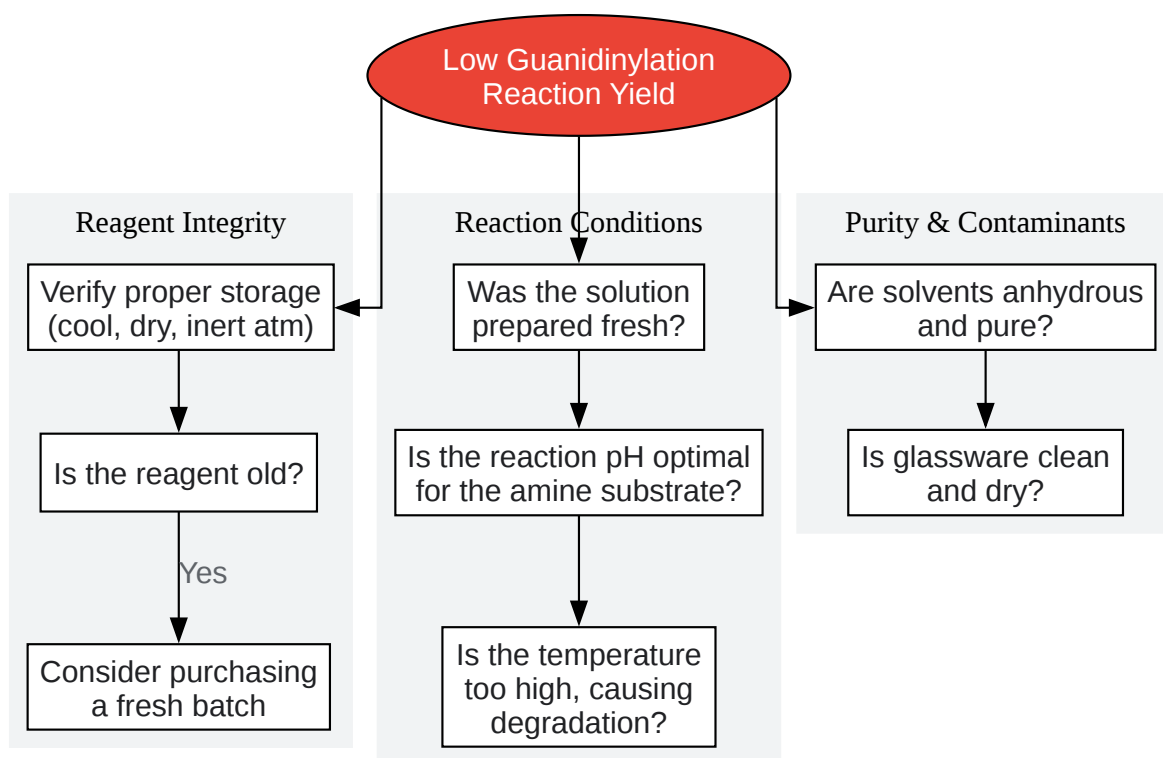 Low Guanidinylation
Reaction Yield
Reagent Integrity
Verify proper storage
(cool, dry, inert atm)
Is the reagent old?
Yes
Consider purchasing
a fresh batch
Reaction Conditions
Was the solution
prepared fresh?
Is the reaction pH optimal
for the amine substrate?
Is the temperature
too high, causing
degradation?
Purity & Contaminants
Are solvents anhydrous
and pure?
Is glassware clean
and dry?